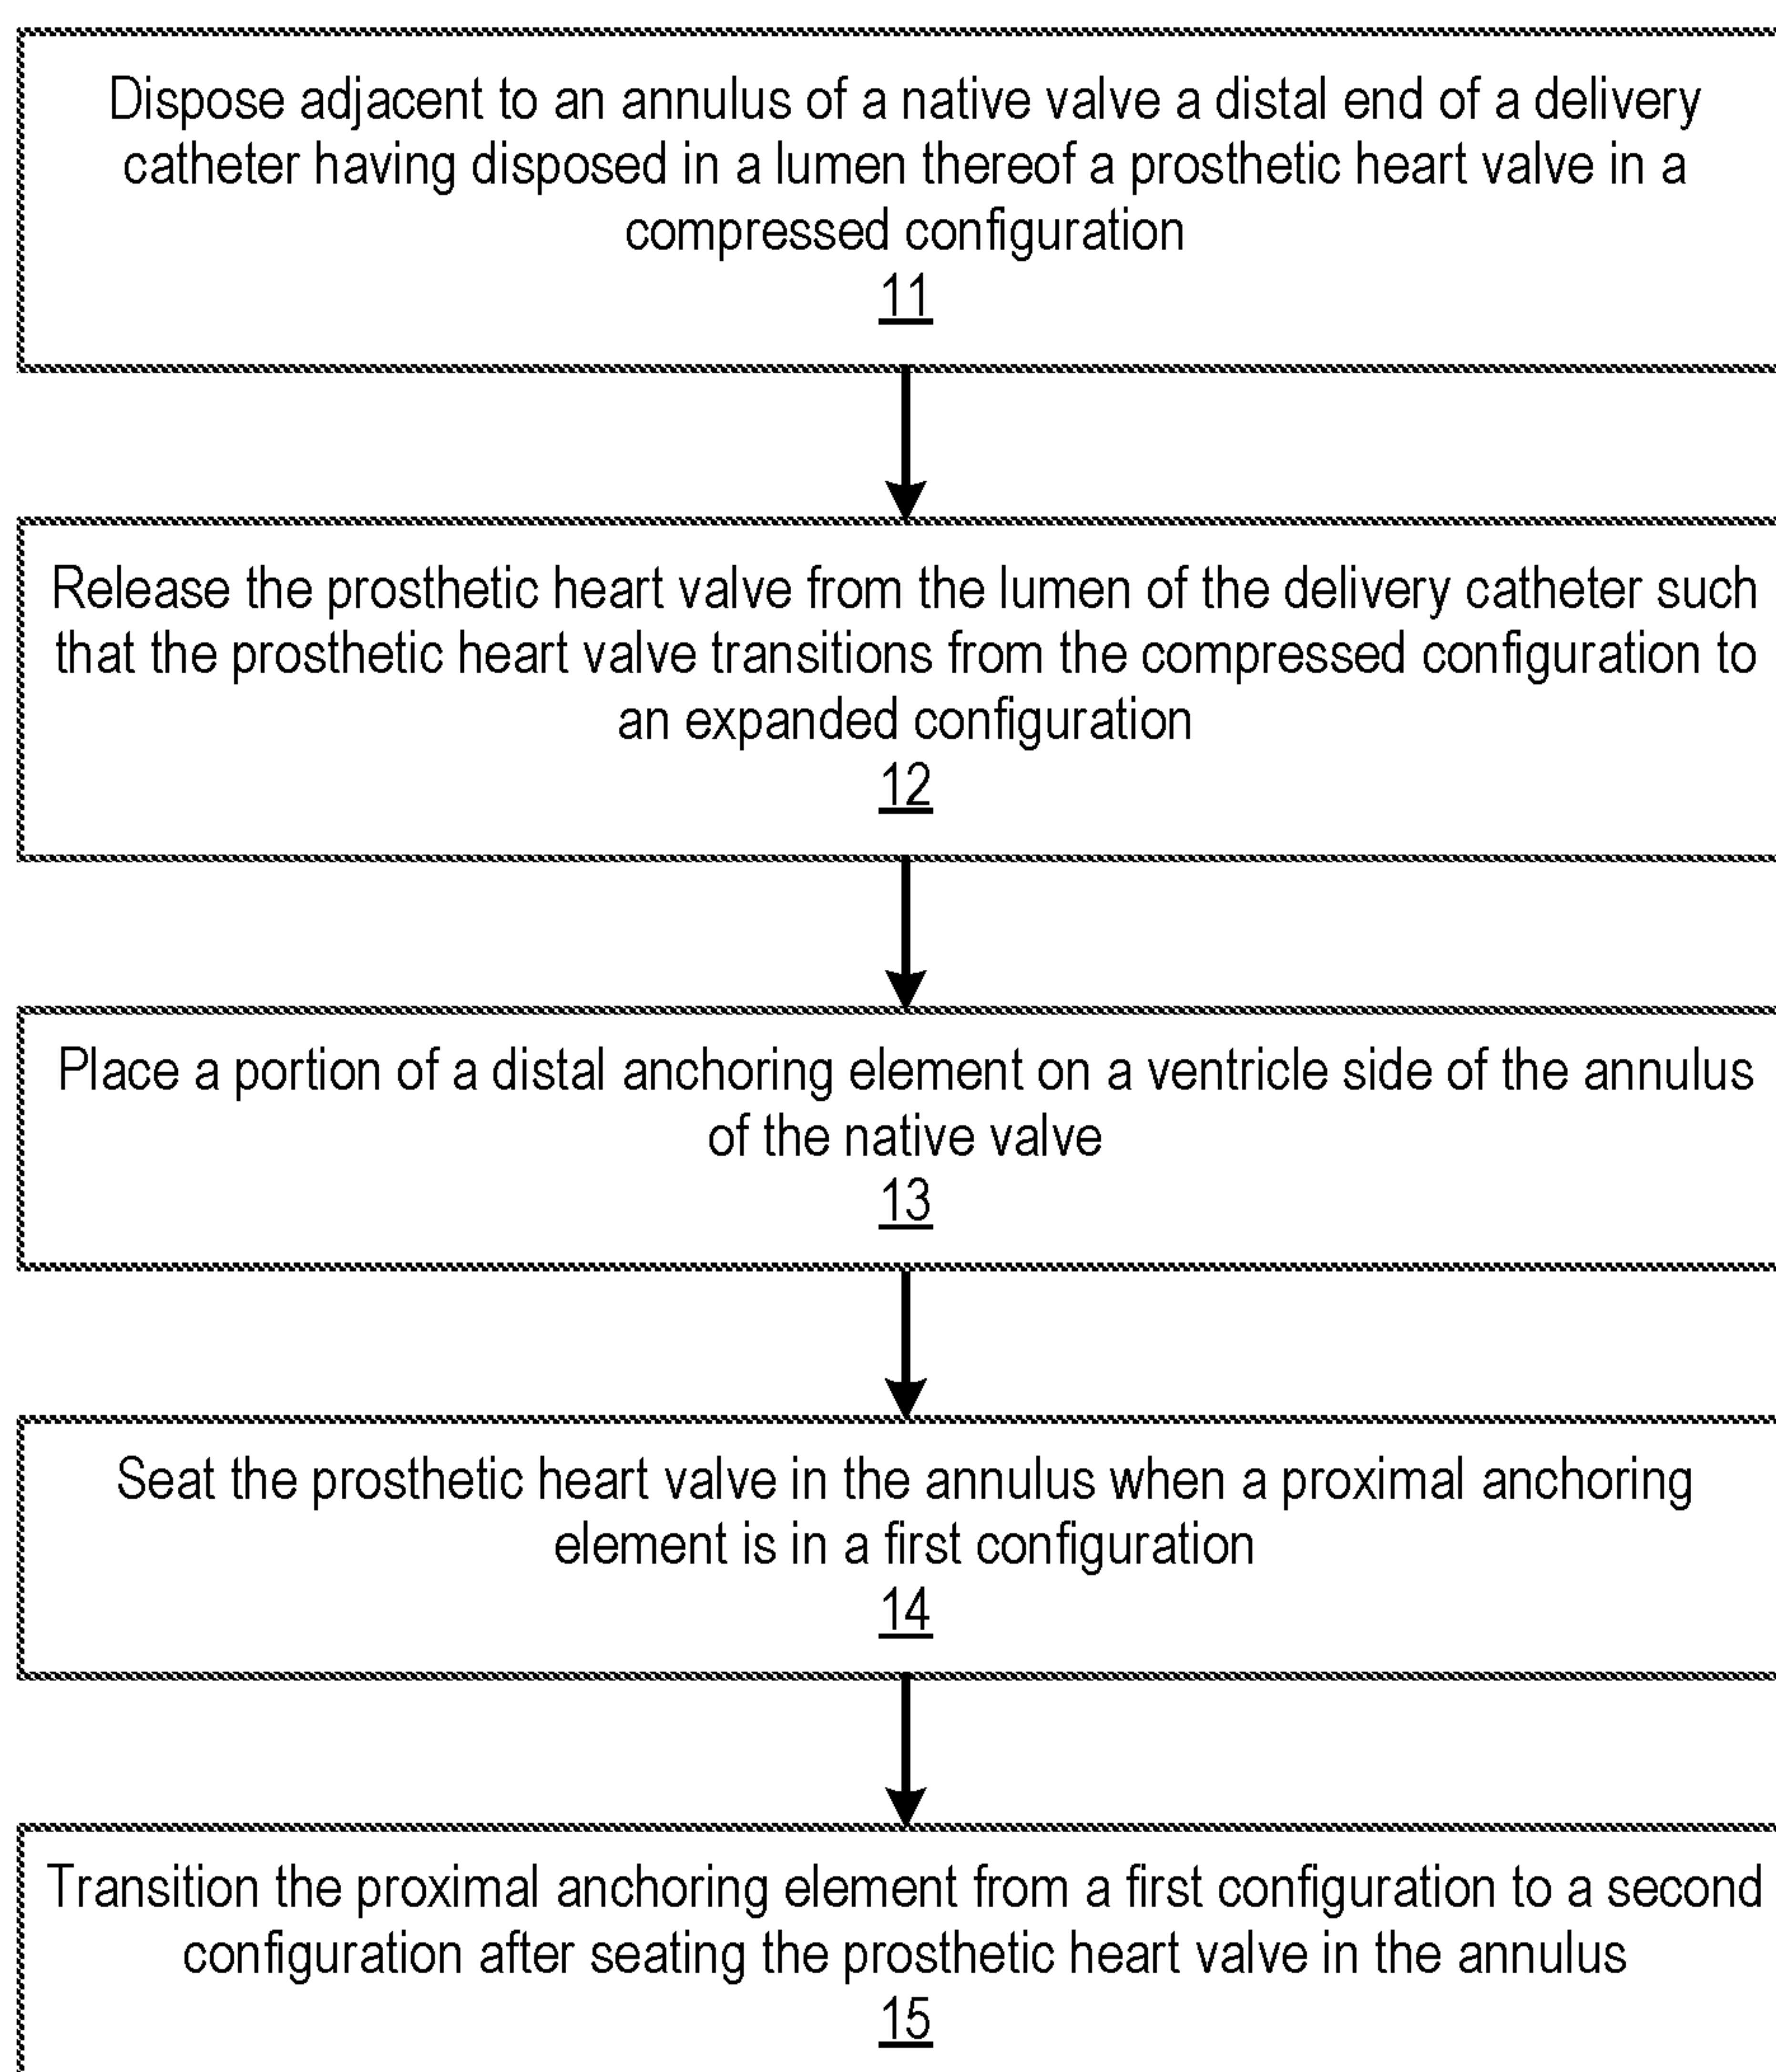 Dispose adjacent to an annulus of a native valve a distal end of a delivery
catheter having disposed in a lumen thereof a prosthetic heart valve in a
compressed configuration
11
Release the prosthetic heart valve from the lumen of the delivery catheter such
that the prosthetic heart valve transitions from the compressed configuration to
an expanded configuration
12
Place a portion of a distal anchoring element on a ventricle side of the annulus
of the native valve
13
Seat the prosthetic heart valve in the annulus when a proximal anchoring
element is in a first configuration
14
Transition the proximal anchoring element from a first configuration to a second
configuration after seating the prosthetic heart valve in the annulus
15